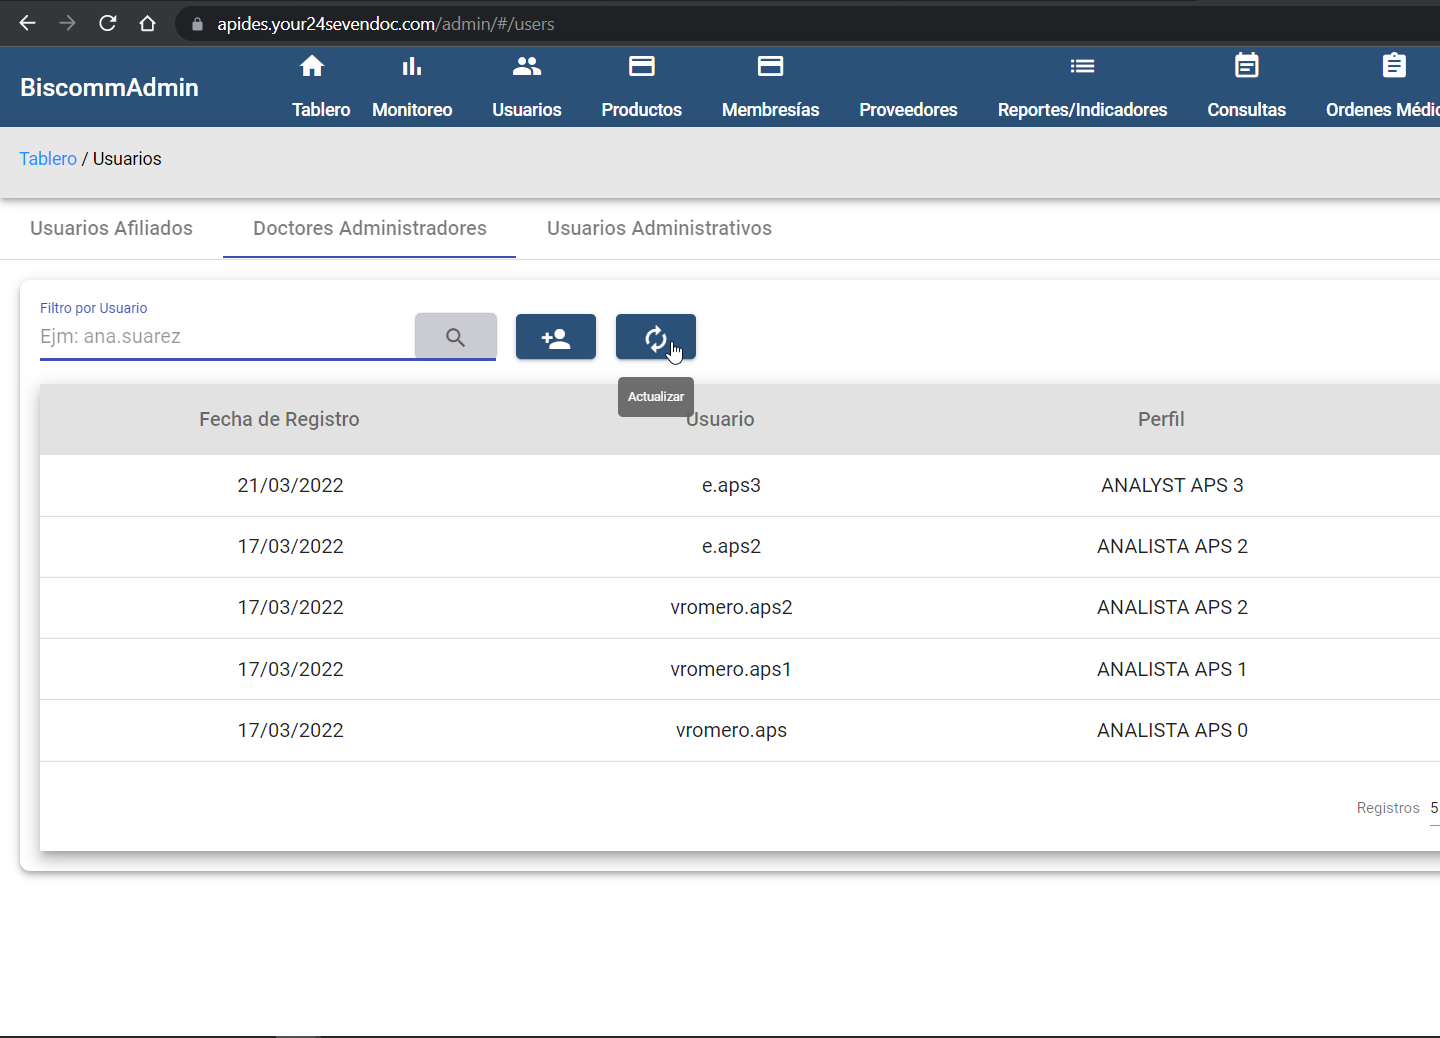 apides.your24sevendoc.com/admin/#/users
BiscommAdmin
Tablero Monitoreo Usuarios Productos Membresías Proveedores Reportes/Indicadores Consultas Ordenes Médic
Tablero / Usuarios
Usuarios Afiliados Doctores Administradores Usuarios Administrativos
Filtro por Usuario
Ejm: ana.suarez
Actualizar
Fecha de Registro Usuario Perfil
21/03/2022 e.aps3 ANALYST APS 3
17/03/2022 e.aps2 ANALISTA APS 2
17/03/2022 vromero.aps2 ANALISTA APS 2
17/03/2022 vromero.aps1 ANALISTA APS 1
17/03/2022 vromero.aps ANALISTA APS 0
Registros 5